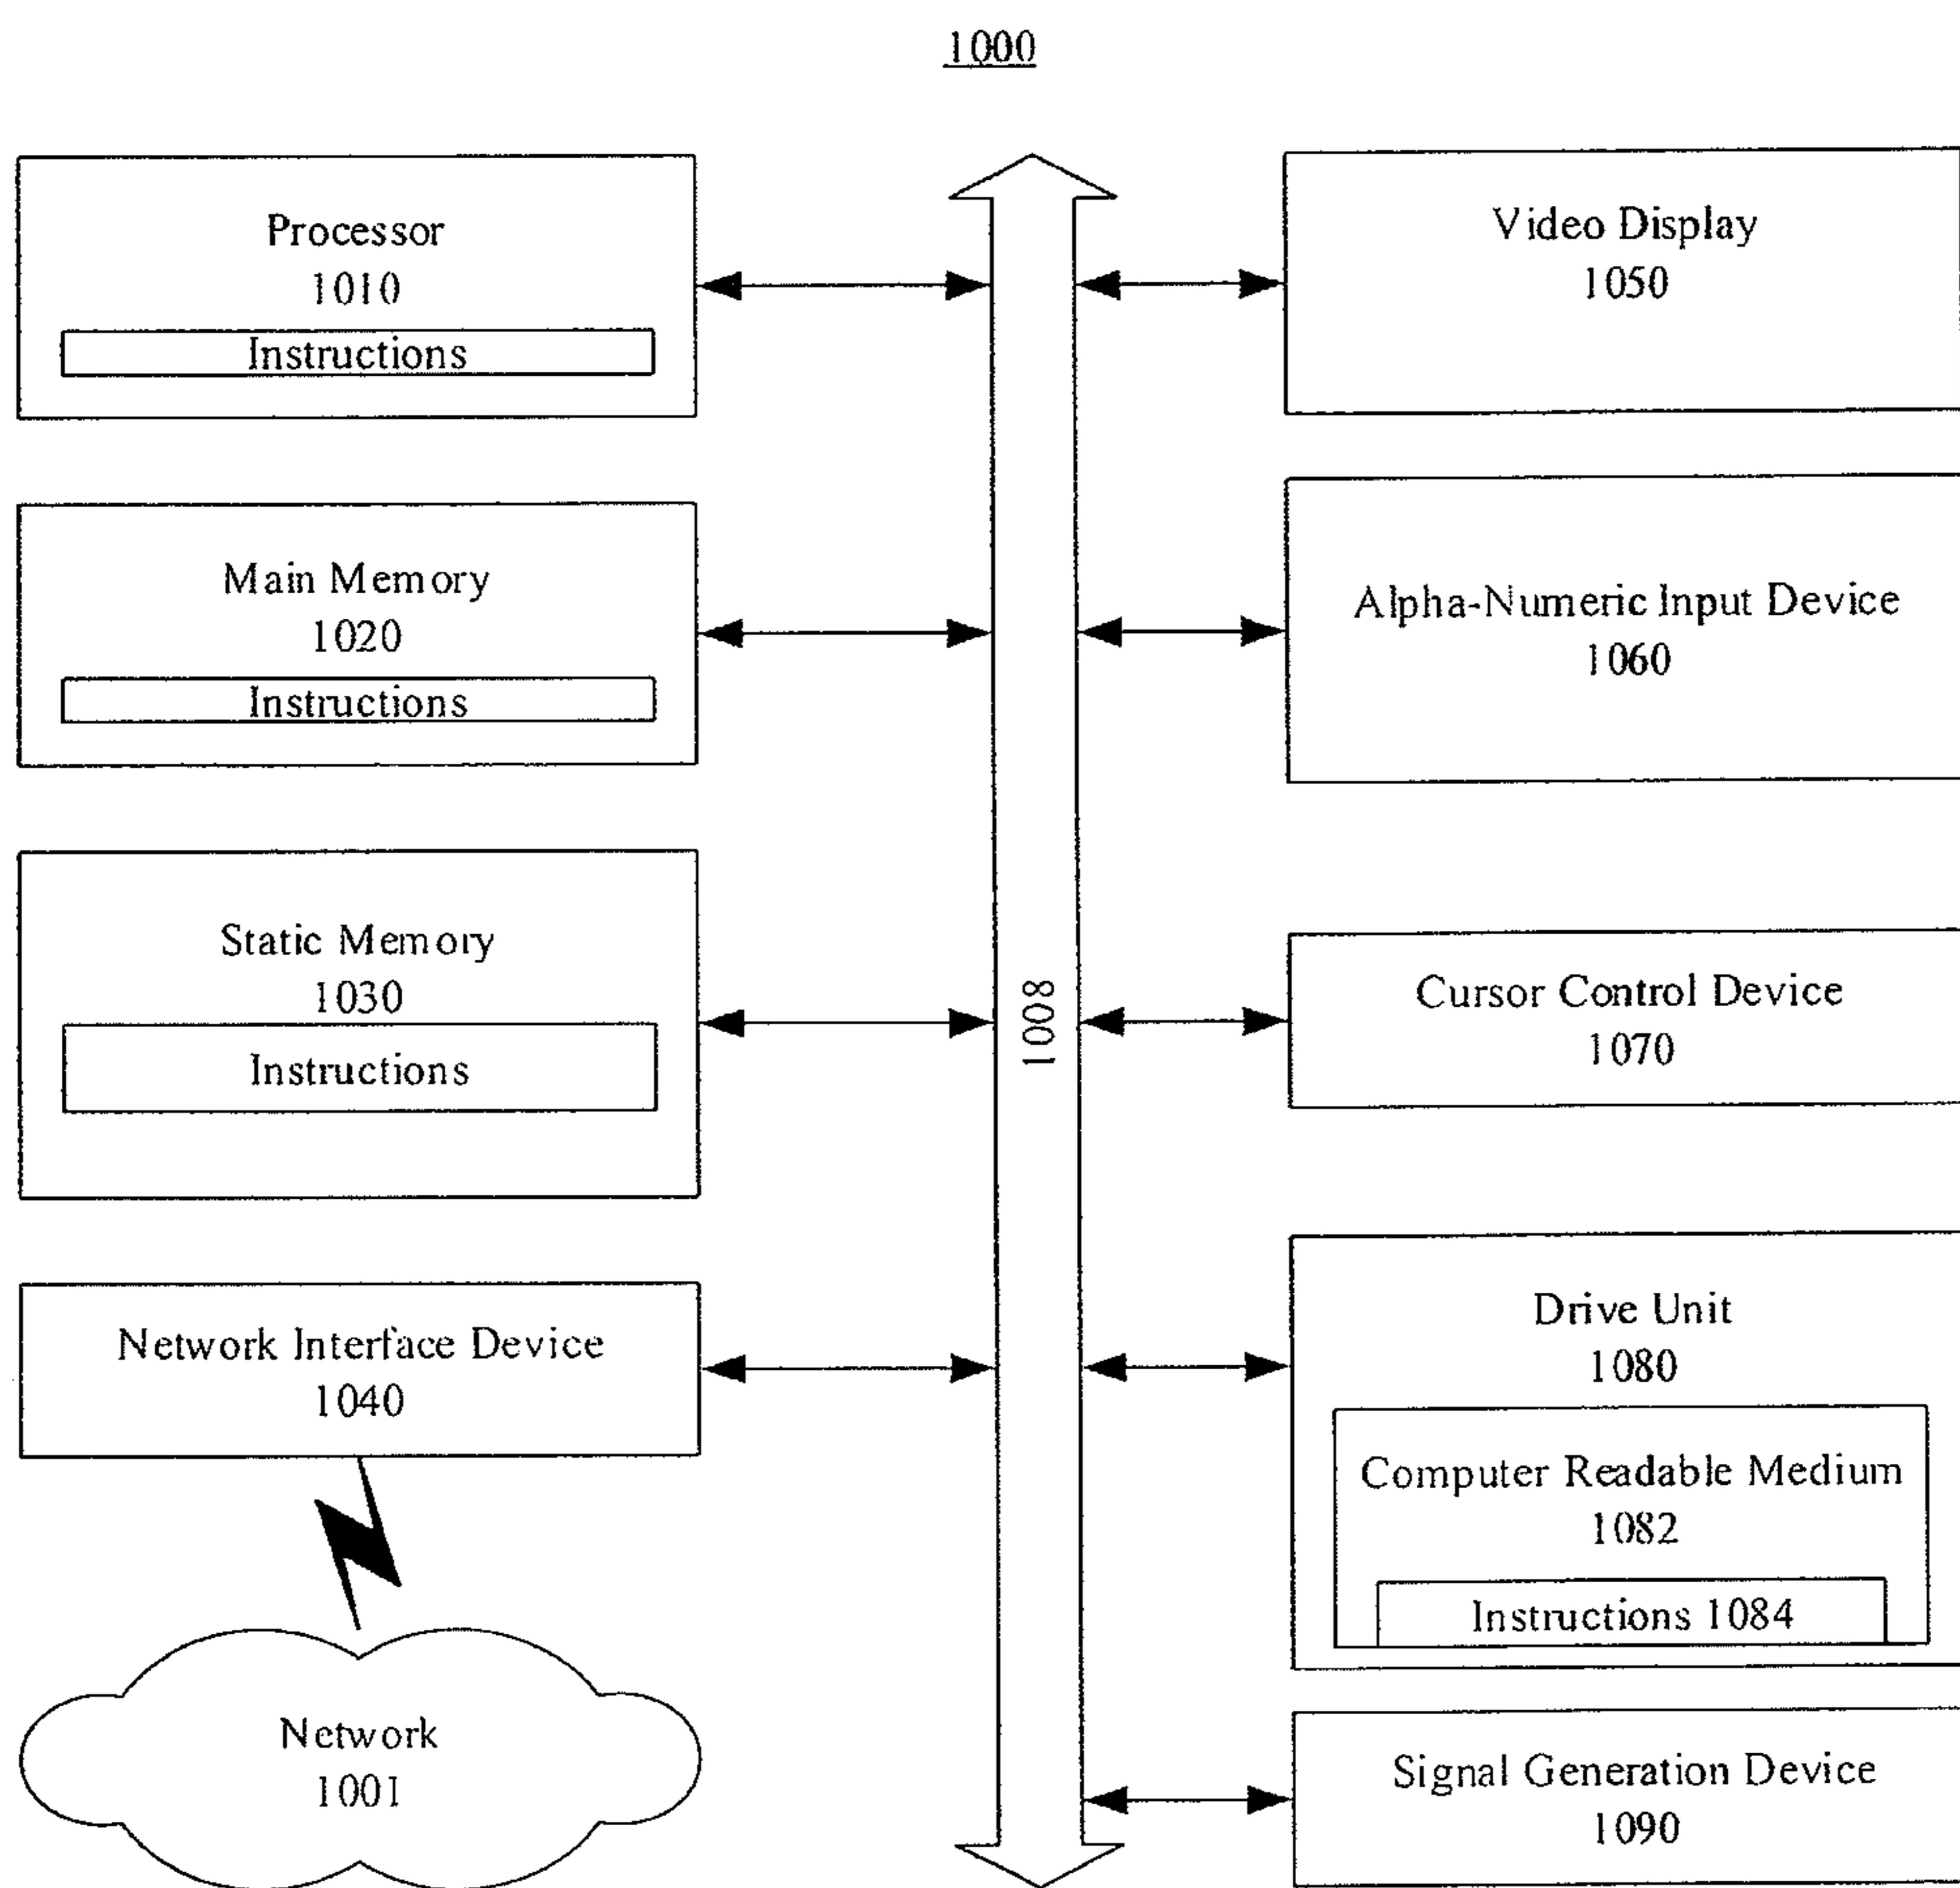 1000
Processor
1010
Instructions
Main Memory
1020
Instructions
Static Memory
1030
Instructions
Network Interface Device
1040
Network
1001
1008
Video Display
1050
Alpha-Numeric Input Device
1060
Cursor Control Device
1070
Drive Unit
1080
Computer Readable Medium
1082
Instructions 1084
Signal Generation Device
1090